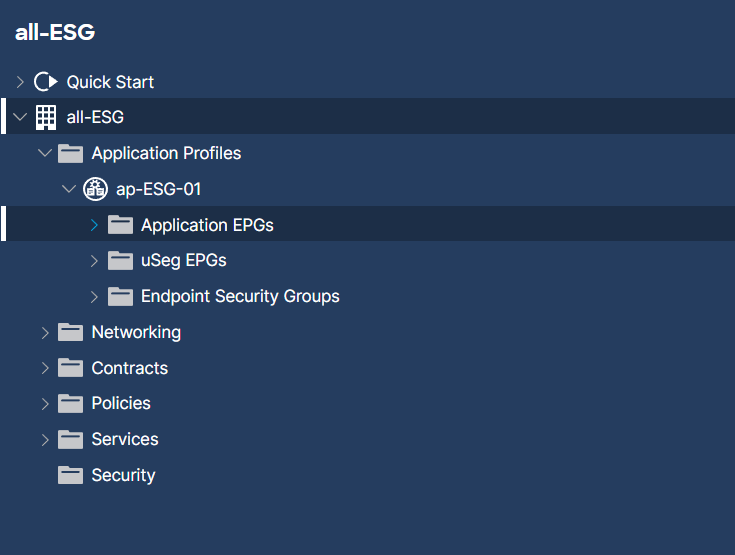 all-ESG
Quick Start
all-ESG
Application Profiles
ap-ESG-01
Application EPGs
uSeg EPGs
Endpoint Security Groups
Networking
Contracts
Policies
Services
Security